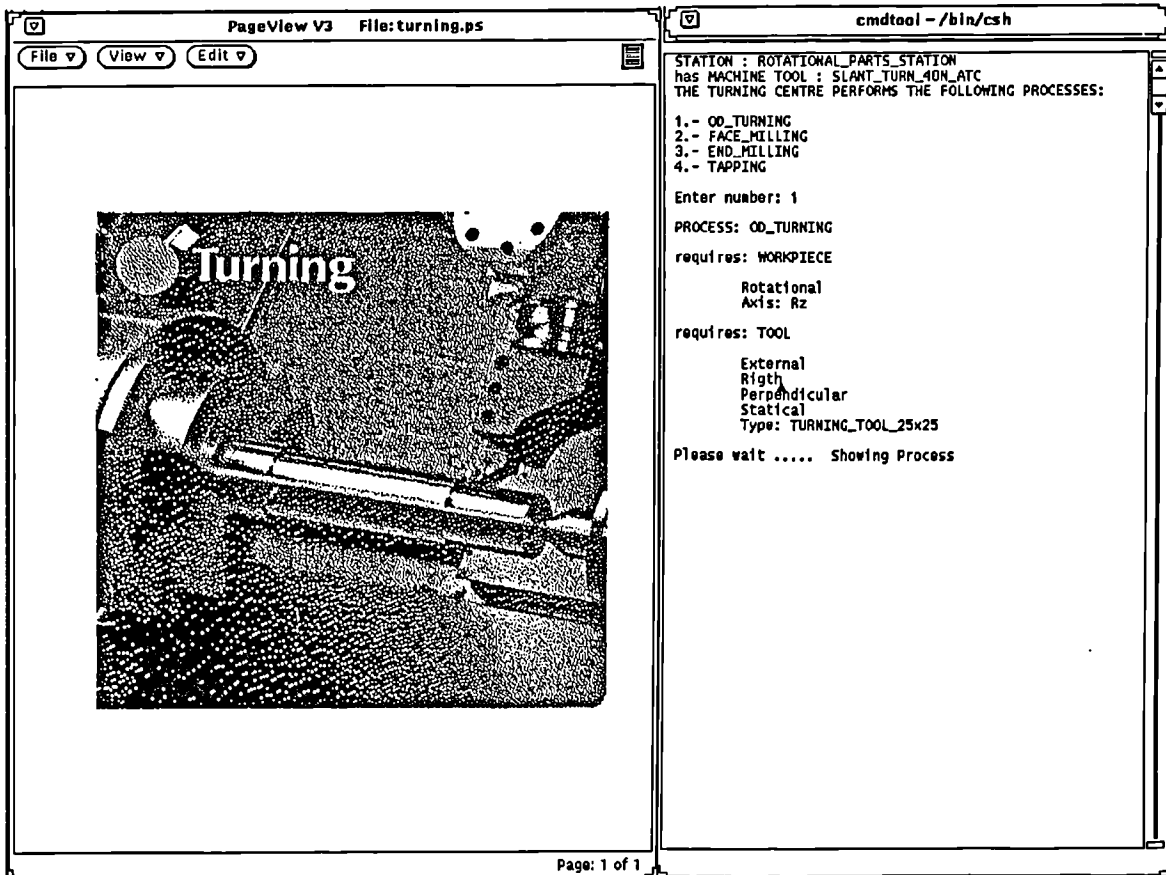 PageView V3 File: turning.ps
File View Edit
Turning
Page: 1 of 1
cmdtool - /bin/csh
STATION : ROTATIONAL_PARTS_STATION
has MACHINE TOOL : SLANT_TURN_40N_ATC
THE TURNING CENTRE PERFORMS THE FOLLOWING PROCESSES:
1.- OD_TURNING
2.- FACE_MILLING
3.- END_MILLING
4.- TAPPING
Enter number: 1
PROCESS: OD_TURNING
requires: WORKPIECE
Rotational
Axis: Rz
requires: TOOL
External
Rigth
Perpendicular
Statical
Type: TURNING_TOOL_25x25
Please wait ..... Showing Process